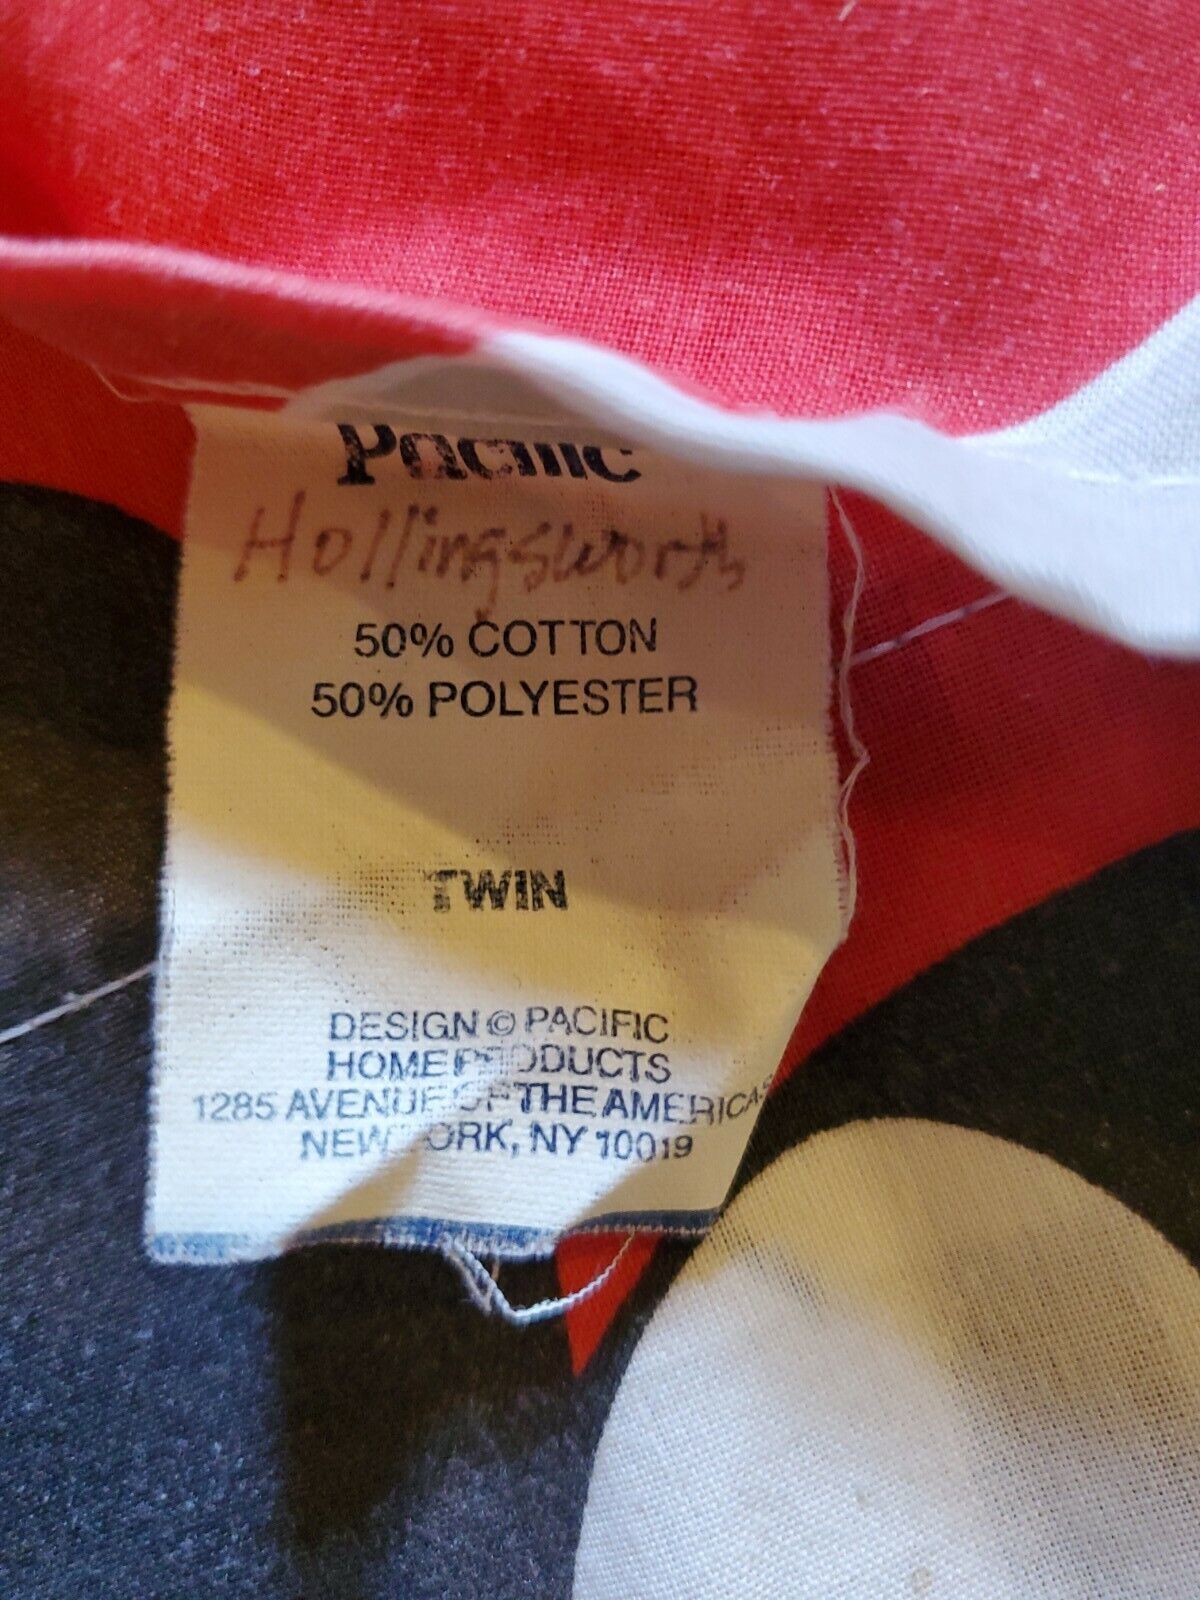 Pacific
Hollingsworth
50% COTTON
50% POLYESTER
TWIN
DESIGN © PACIFIC
HOME PRODUCTS
1285 AVENUE OF THE AMERICAS
NEW YORK, NY 10019